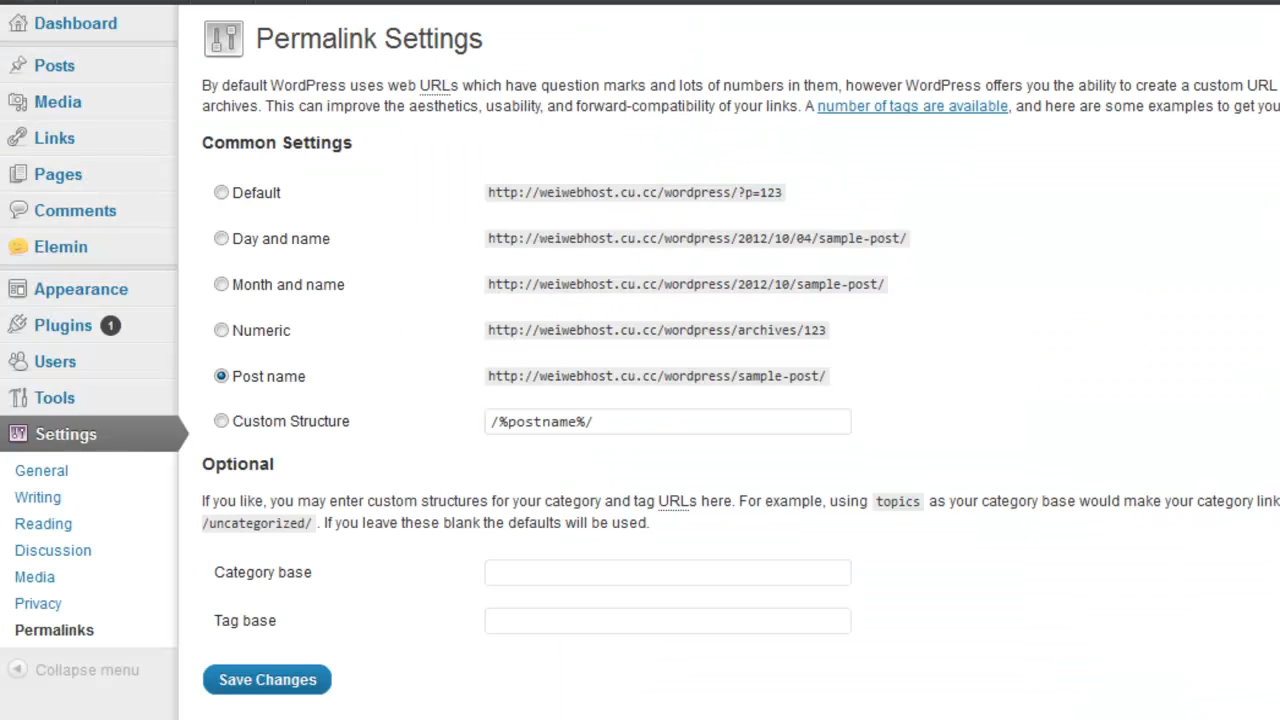 Dashboard
Posts
Media
Links
Pages
Comments
Elemin
Appearance
Plugins 1
Users
Tools
Settings
General
Writing
Reading
Discussion
Media
Privacy
Permalinks
Collapse menu
Permalink Settings
By default WordPress uses web URLs which have question marks and lots of numbers in them, however WordPress offers you the ability to create a custom URL
archives. This can improve the aesthetics, usability, and forward-compatibility of your links. A number of tags are available, and here are some examples to get you
Common Settings
Default http://weiwebhost.cu.cc/wordpress/?p=123
Day and name http://weiwebhost.cu.cc/wordpress/2012/10/04/sample-post/
Month and name http://weiwebhost.cu.cc/wordpress/2012/10/sample-post/
Numeric http://weiwebhost.cu.cc/wordpress/archives/123
Post name http://weiwebhost.cu.cc/wordpress/sample-post/
Custom Structure /%postname%/
Optional
If you like, you may enter custom structures for your category and tag URLs here. For example, using topics as your category base would make your category link
/uncategorized/ . If you leave these blank the defaults will be used.
Category base
Tag base
Save Changes